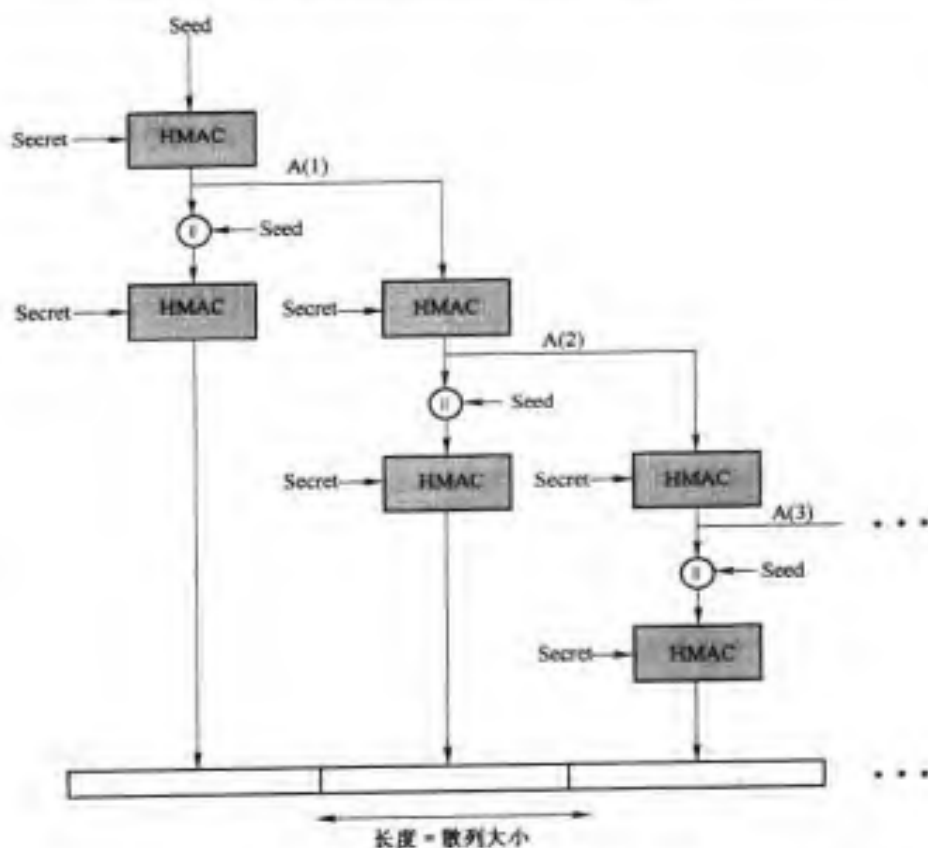 Seed
Secret HMAC
A(1)
|| Seed
Secret HMAC Secret HMAC
A(2)
|| Seed
Secret HMAC Secret HMAC
A(3) • • •
|| Seed
Secret HMAC
• • •
长度 = 散列大小